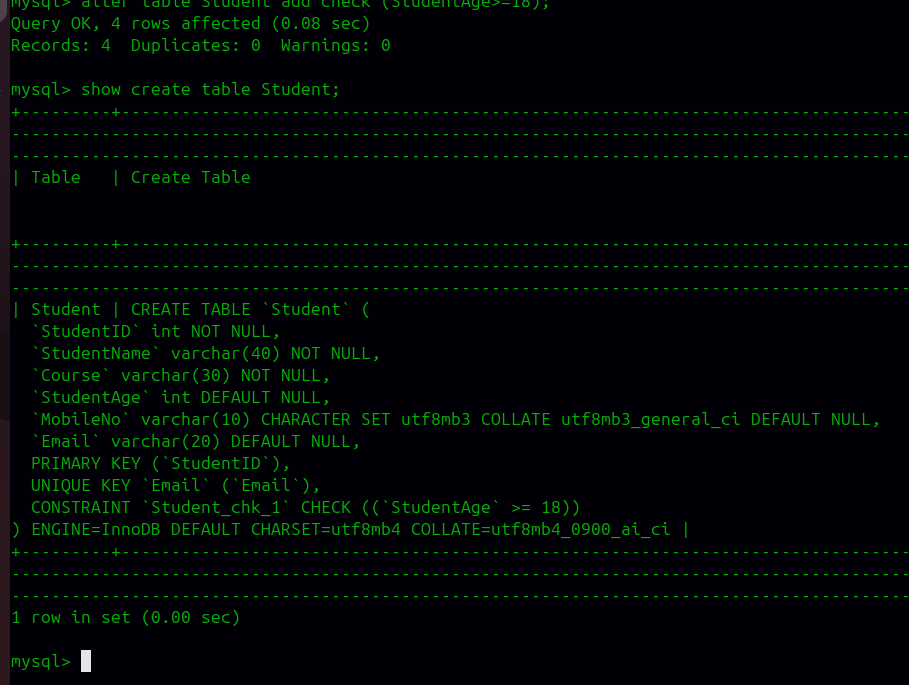 mysql> alter table Student add check (StudentAge>=18);
Query OK, 4 rows affected (0.08 sec)
Records: 4  Duplicates: 0  Warnings: 0
mysql> show create table Student;
+---------+-------------------------------------------------------------------------------
------------------------------------------------------------------------------------------
------------------------------------------------------------------------------------------
| Table   | Create Table
+---------+-------------------------------------------------------------------------------
------------------------------------------------------------------------------------------
------------------------------------------------------------------------------------------
| Student | CREATE TABLE `Student` (
  `StudentID` int NOT NULL,
  `StudentName` varchar(40) NOT NULL,
  `Course` varchar(30) NOT NULL,
  `StudentAge` int DEFAULT NULL,
  `MobileNo` varchar(10) CHARACTER SET utf8mb3 COLLATE utf8mb3_general_ci DEFAULT NULL,
  `Email` varchar(20) DEFAULT NULL,
  PRIMARY KEY (`StudentID`),
  UNIQUE KEY `Email` (`Email`),
  CONSTRAINT `Student_chk_1` CHECK ((`StudentAge` >= 18))
) ENGINE=InnoDB DEFAULT CHARSET=utf8mb4 COLLATE=utf8mb4_0900_ai_ci |
+---------+-------------------------------------------------------------------------------
------------------------------------------------------------------------------------------
------------------------------------------------------------------------------------------
1 row in set (0.00 sec)
mysql>